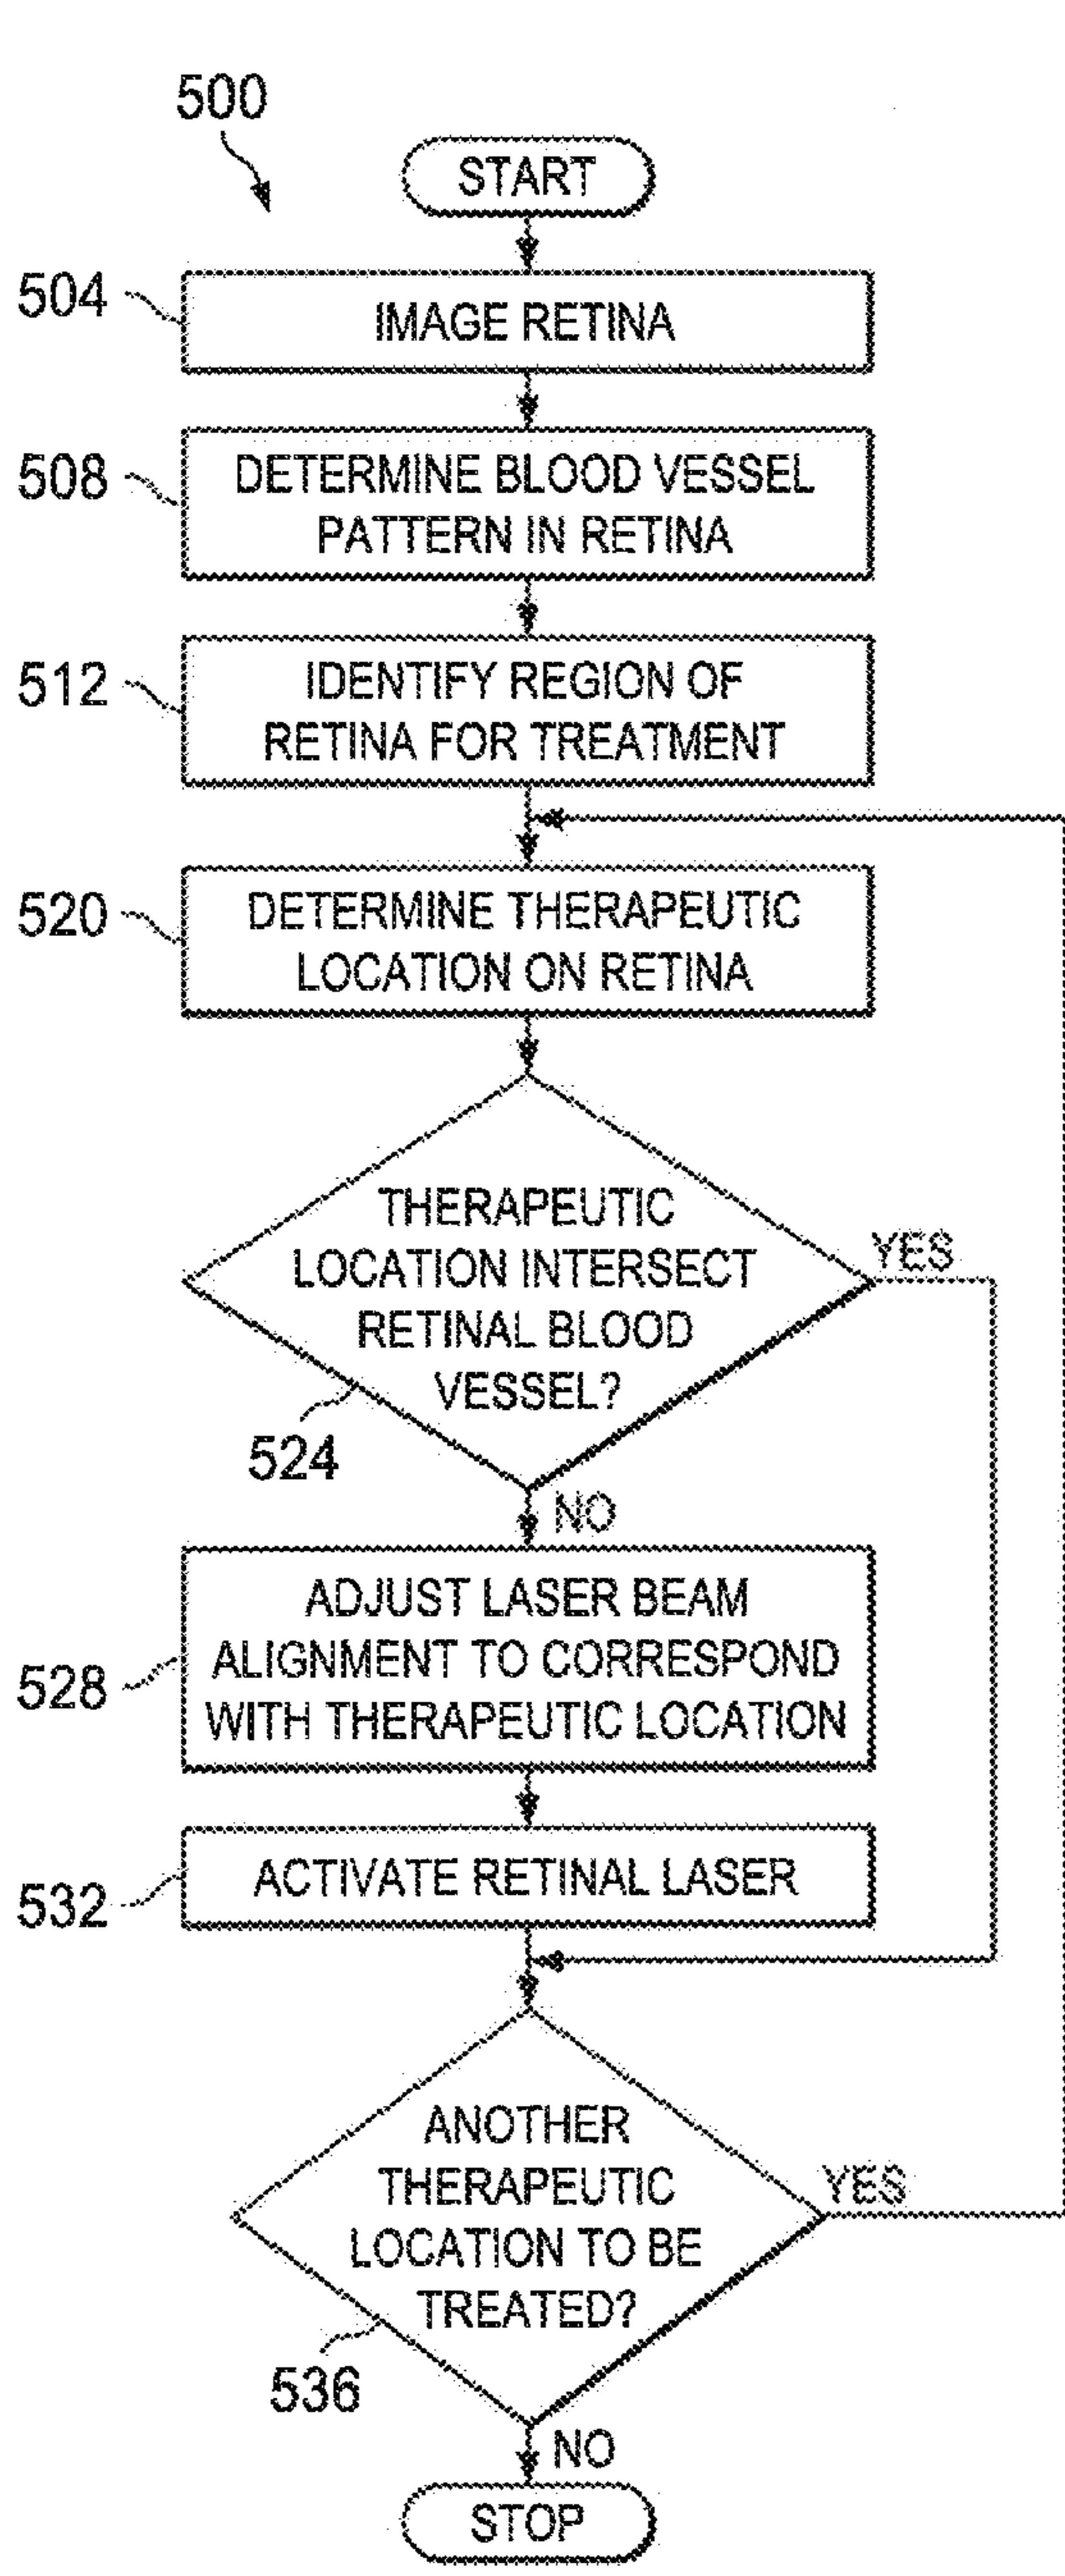 500
START
504
IMAGE RETINA
508
DETERMINE BLOOD VESSEL
PATTERN IN RETINA
512
IDENTIFY REGION OF
RETINA FOR TREATMENT
520
DETERMINE THERAPEUTIC
LOCATION ON RETINA
THERAPEUTIC
LOCATION INTERSECT
RETINAL BLOOD
VESSEL?
YES
524
NO
528
ADJUST LASER BEAM
ALIGNMENT TO CORRESPOND
WITH THERAPEUTIC LOCATION
532
ACTIVATE RETINAL LASER
ANOTHER
THERAPEUTIC
LOCATION TO BE
TREATED?
YES
536
NO
STOP